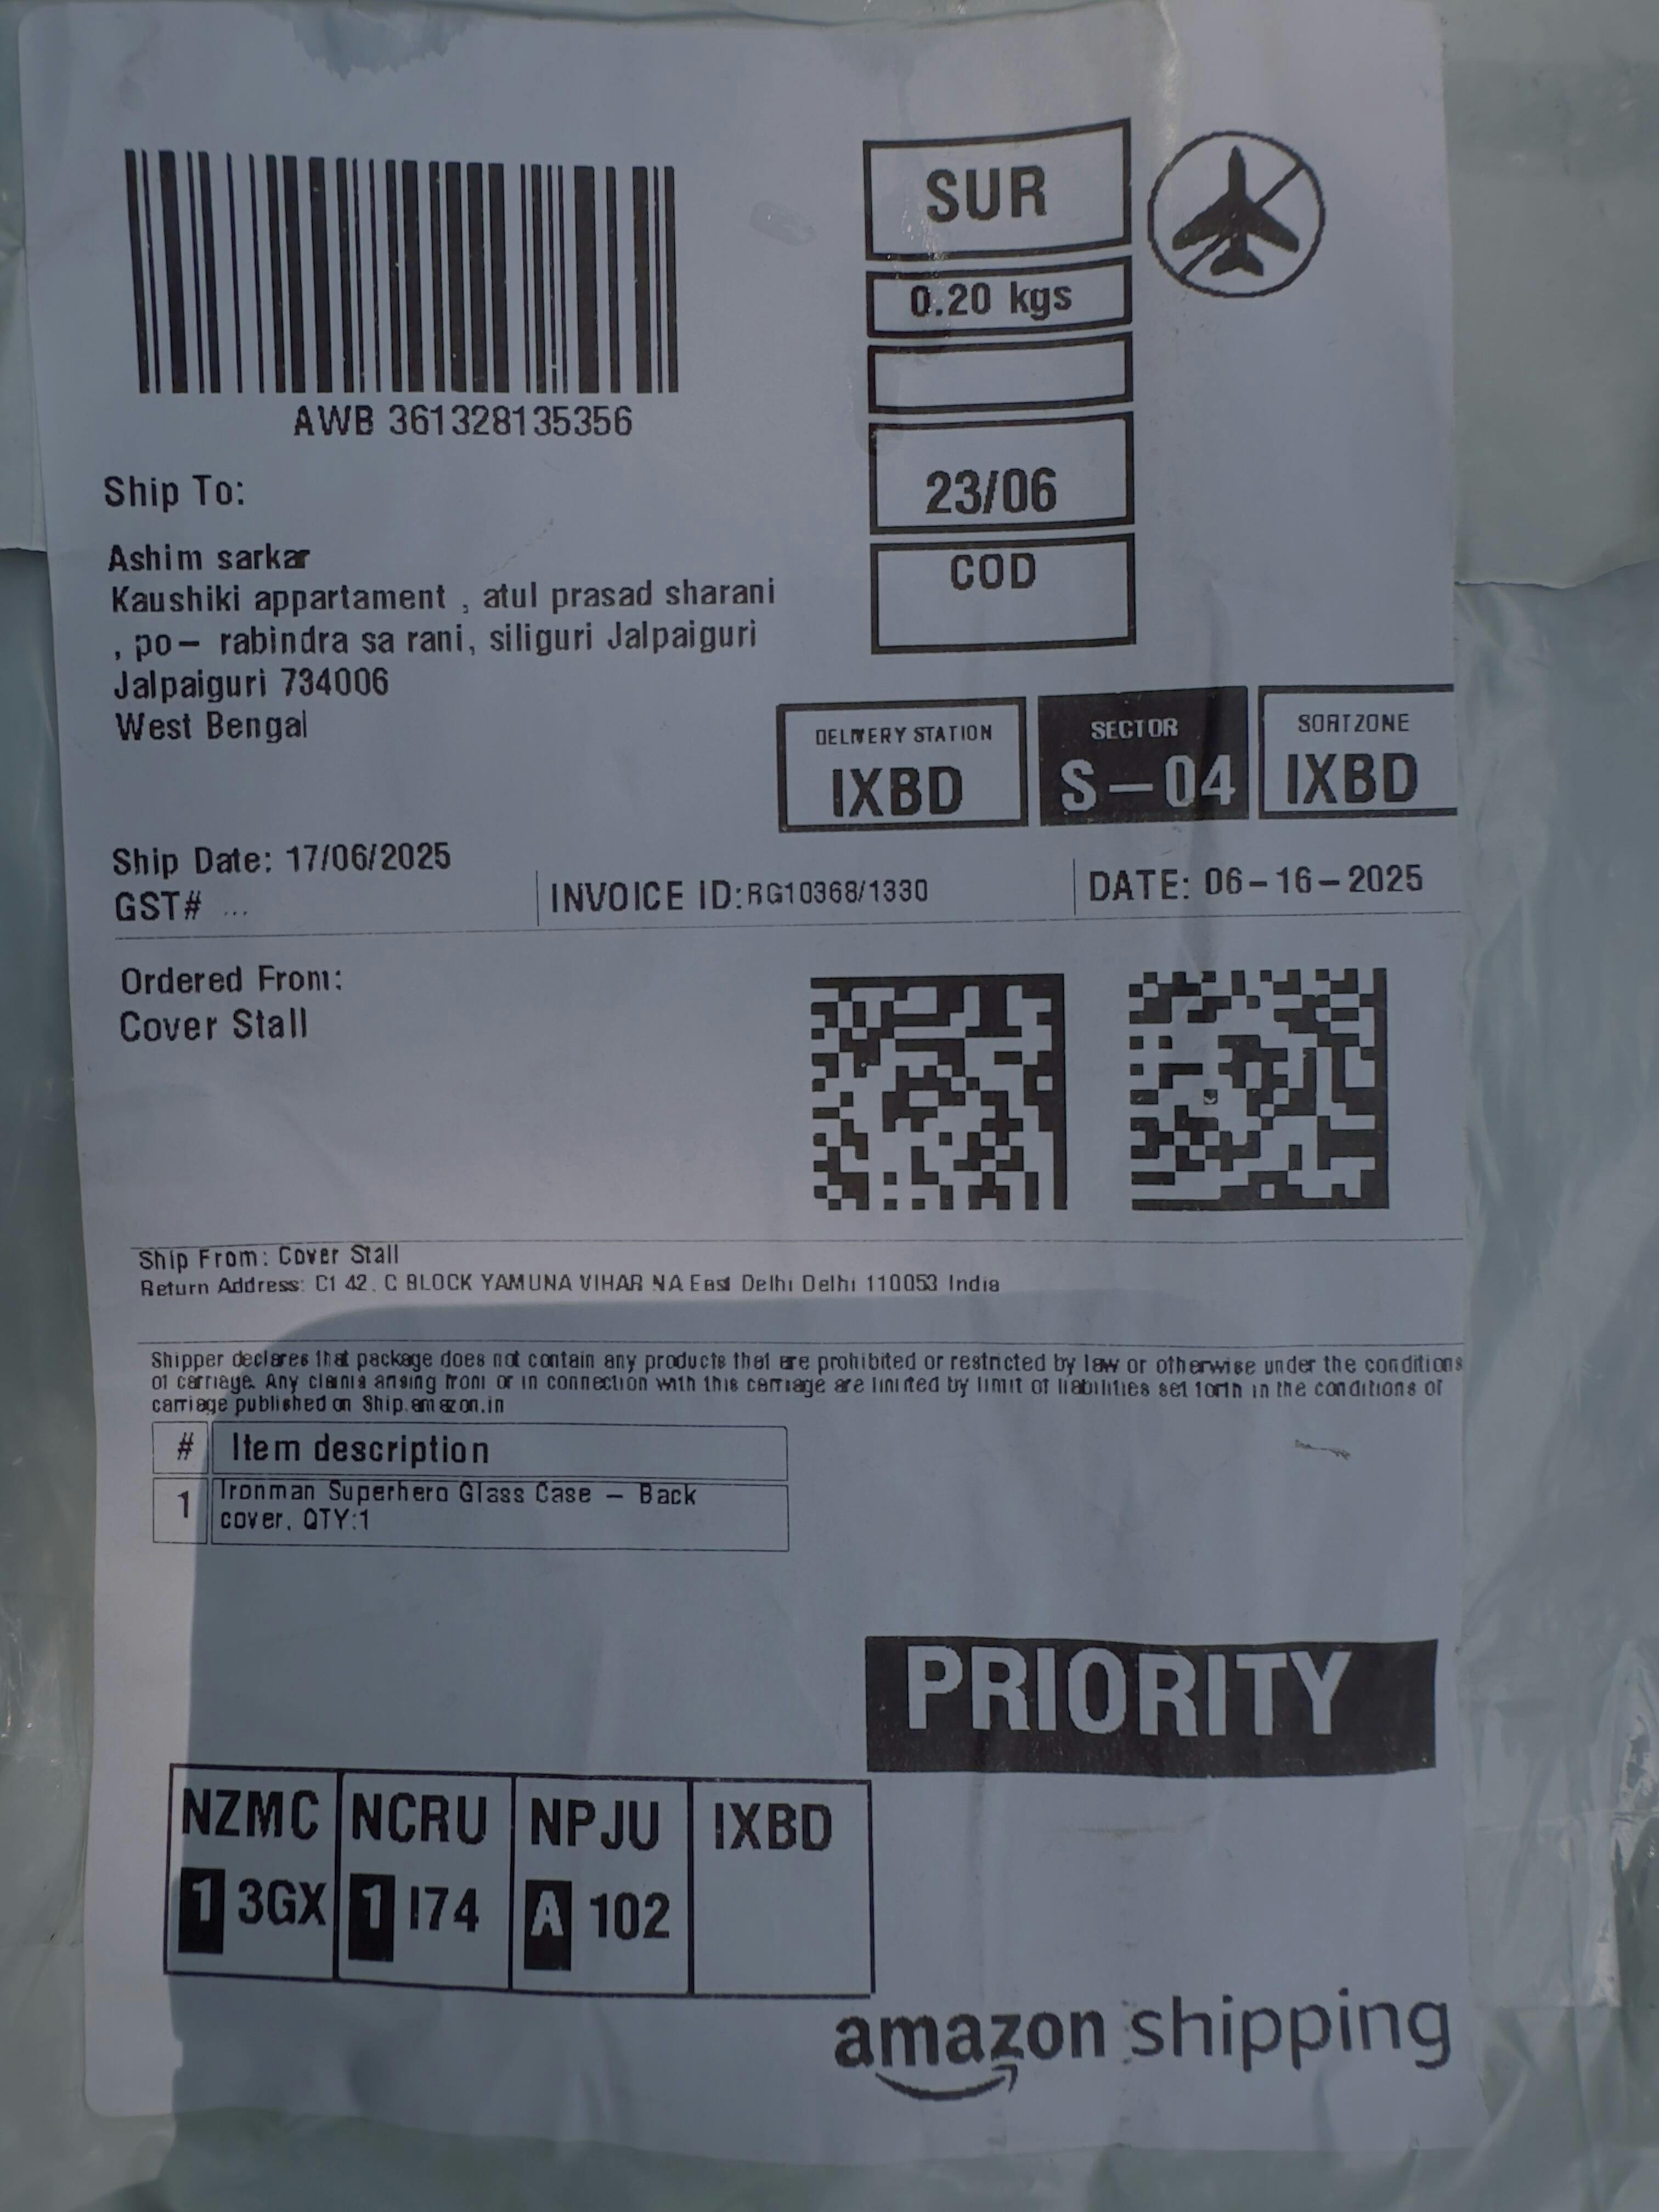 SUR
0.20 kgs
AWB 361328135356
23/06
COD
Ship To:
Ashim sarkar
Kaushiki appartament , atul prasad sharani
, po- rabindra sa rani, siliguri Jalpaiguri
Jalpaiguri 734006
West Bengal
DELIVERY STATION
IXBD
SECTOR
S-04
SORTZONE
IXBD
Ship Date: 17/06/2025
GST# ...
INVOICE ID:RG10368/1330
DATE: 06-16-2025
Ordered From:
Cover Stall
Ship From: Cover Stall
Return Address: C1 42, C BLOCK YAMUNA VIHAR NA East Delhi Delhi 110053 India
Shipper declares that package does not contain any products that are prohibited or restricted by law or otherwise under the conditions
of carriage. Any claims arising from or in connection with this carriage are limited by limit of liabilities set forth in the conditions of
carriage published on Ship.amazon.in
# Item description
1 Ironman Superhero Glass Case - Back
cover, QTY:1
PRIORITY
NZMC NCRU NPJU IXBD
1 3GX 1 I74 A 102
amazon shipping